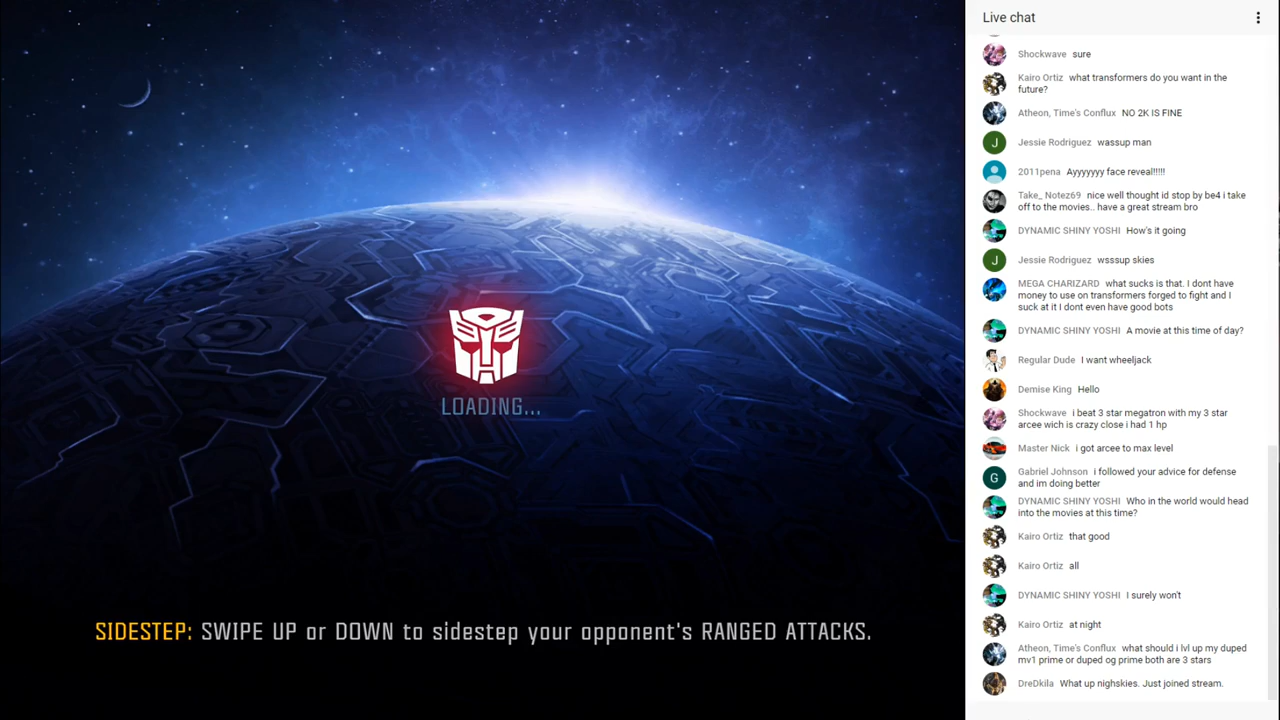 LOADING...
SIDESTEP: SWIPE UP or DOWN to sidestep your opponent's RANGED ATTACKS.
Live chat
Shockwave sure
Kairo Ortiz what transformers do you want in the
future?
Atheon, Time's Conflux NO 2K IS FINE
J
Jessie Rodriguez wassup man
2011pena Ayyyyyyy face reveal!!!!!
Take_ Notez69 nice well thought id stop by be4 i take
off to the movies.. have a great stream bro
DYNAMIC SHINY YOSHI How's it going
J
Jessie Rodriguez wsssup skies
MEGA CHARIZARD what sucks is that. I dont have
money to use on transformers forged to fight and I
suck at it I dont even have good bots
DYNAMIC SHINY YOSHI A movie at this time of day?
Regular Dude I want wheeljack
Demise King Hello
Shockwave i beat 3 star megatron with my 3 star
arcee wich is crazy close i had 1 hp
Master Nick i got arcee to max level
G
Gabriel Johnson i followed your advice for defense
and im doing better
DYNAMIC SHINY YOSHI Who in the world would head
into the movies at this time?
Kairo Ortiz that good
Kairo Ortiz all
DYNAMIC SHINY YOSHI I surely won't
Kairo Ortiz at night
Atheon, Time's Conflux what should i lvl up my duped
mv1 prime or duped og prime both are 3 stars
DreDkila What up nighskies. Just joined stream.